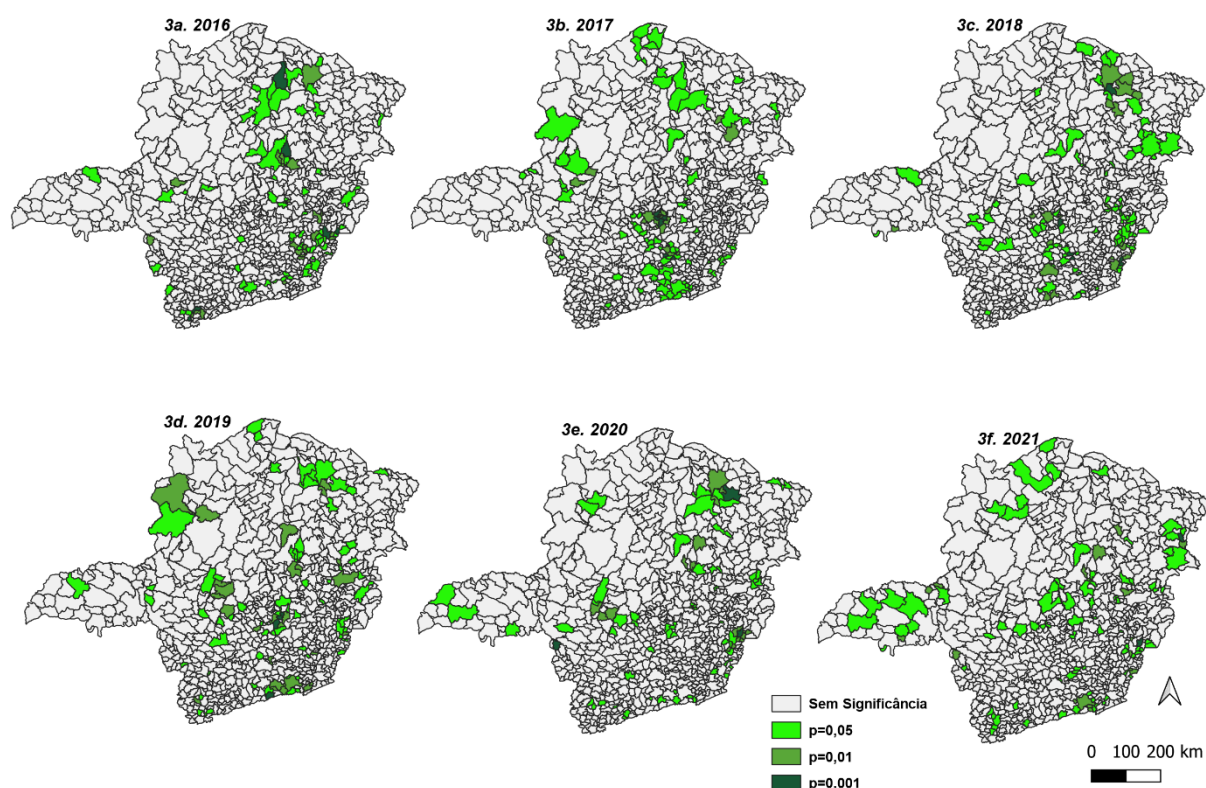 3a. 2016
3b. 2017
3c. 2018
3d. 2019
3e. 2020
3f. 2021
Sem Significância
p=0,05
p=0,01
p=0,001
0 100 200 km